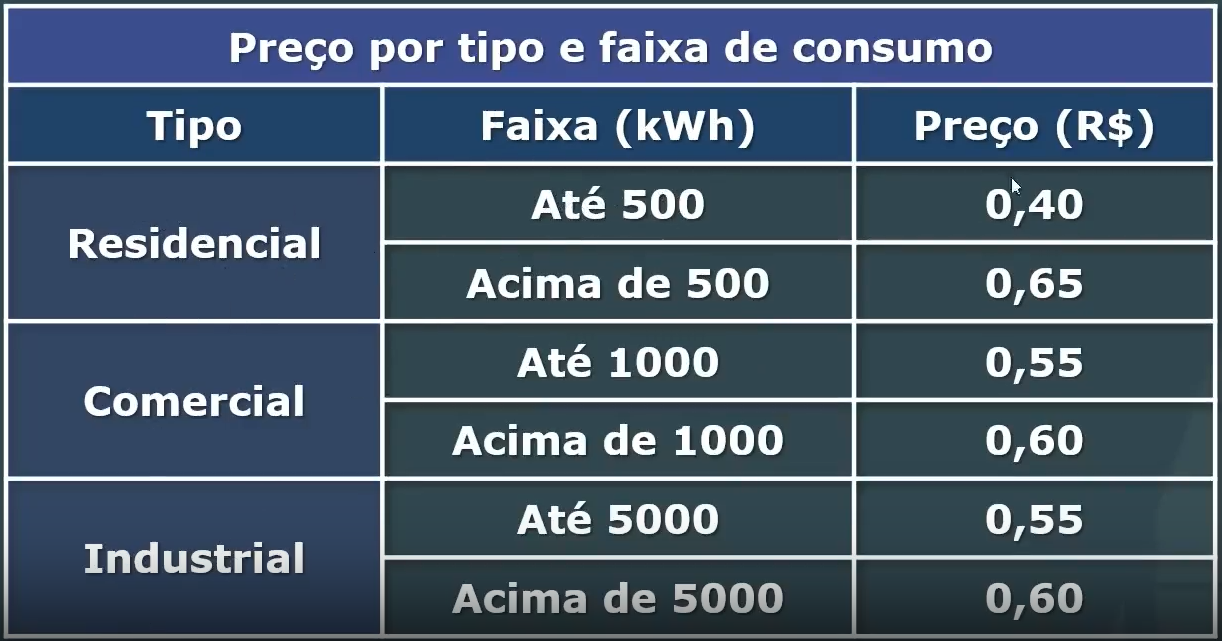 Preço por tipo e faixa de consumo
Tipo Faixa (kWh) Preço (R$)
Residencial
Até 500 0,40
Acima de 500 0,65
Comercial
Até 1000 0,55
Acima de 1000 0,60
Industrial
Até 5000 0,55
Acima de 5000 0,60